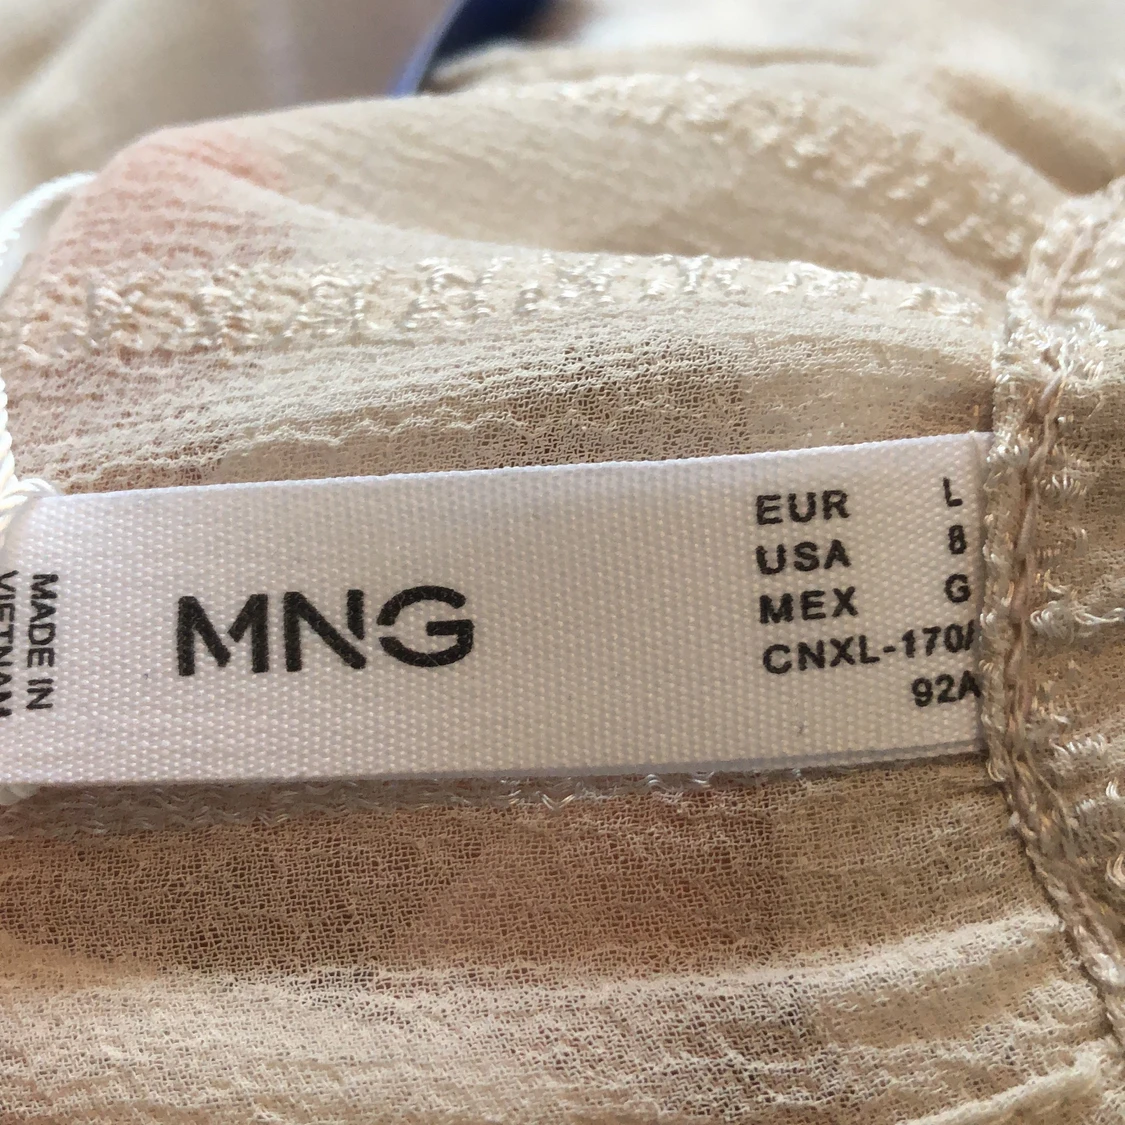 MADE IN
VIETNAM
MNG
EUR L
USA 8
MEX G
CNXL-170/
92A